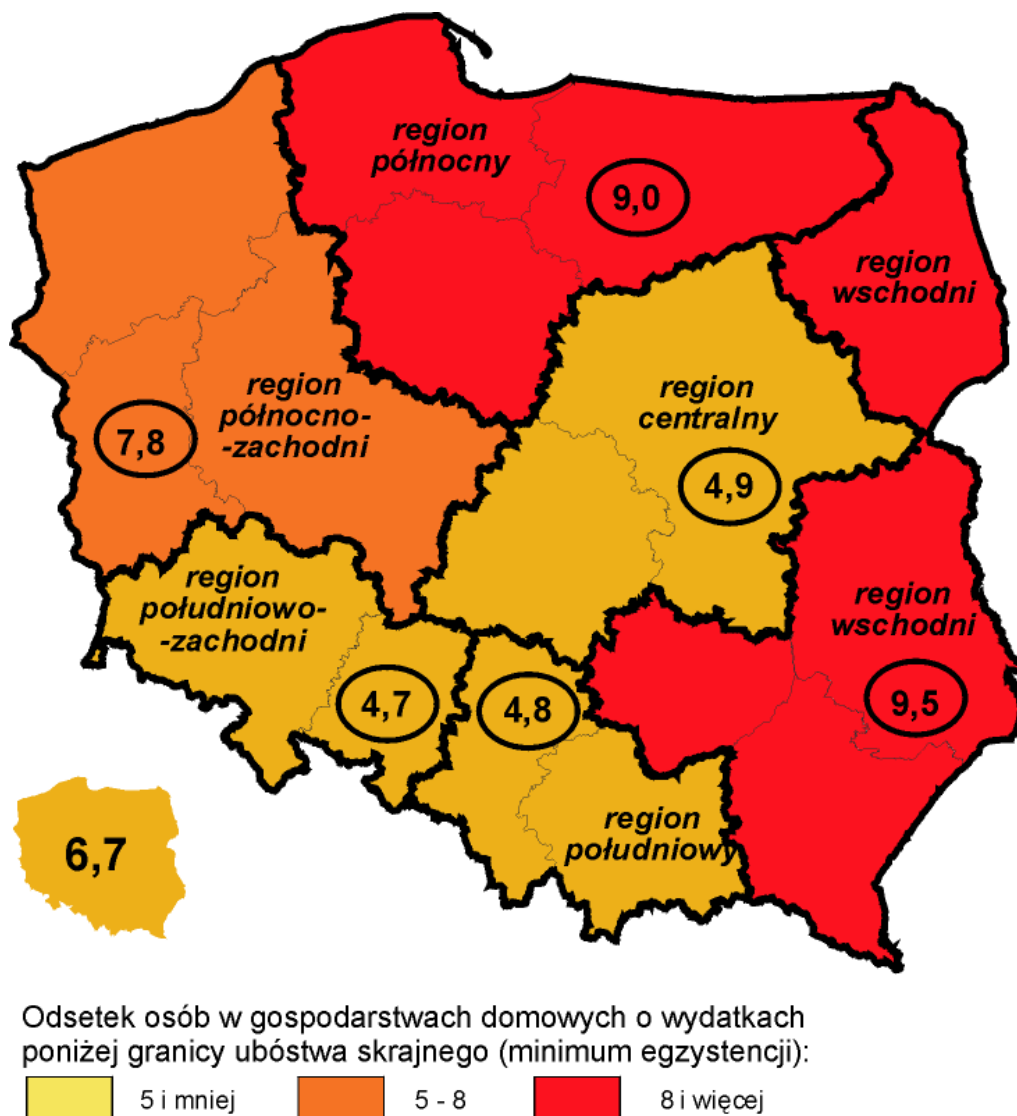 region
północny
9,0
region
wschodni
region
północno-
-zachodni
7,8
region
centralny
4,9
region
południowo-
-zachodni
4,7
4,8
region
wschodni
9,5
region
południowy
6,7
Odsetek osób w gospodarstwach domowych o wydatkach
poniżej granicy ubóstwa skrajnego (minimum egzystencji):
5 i mniej 5 - 8 8 i więcej